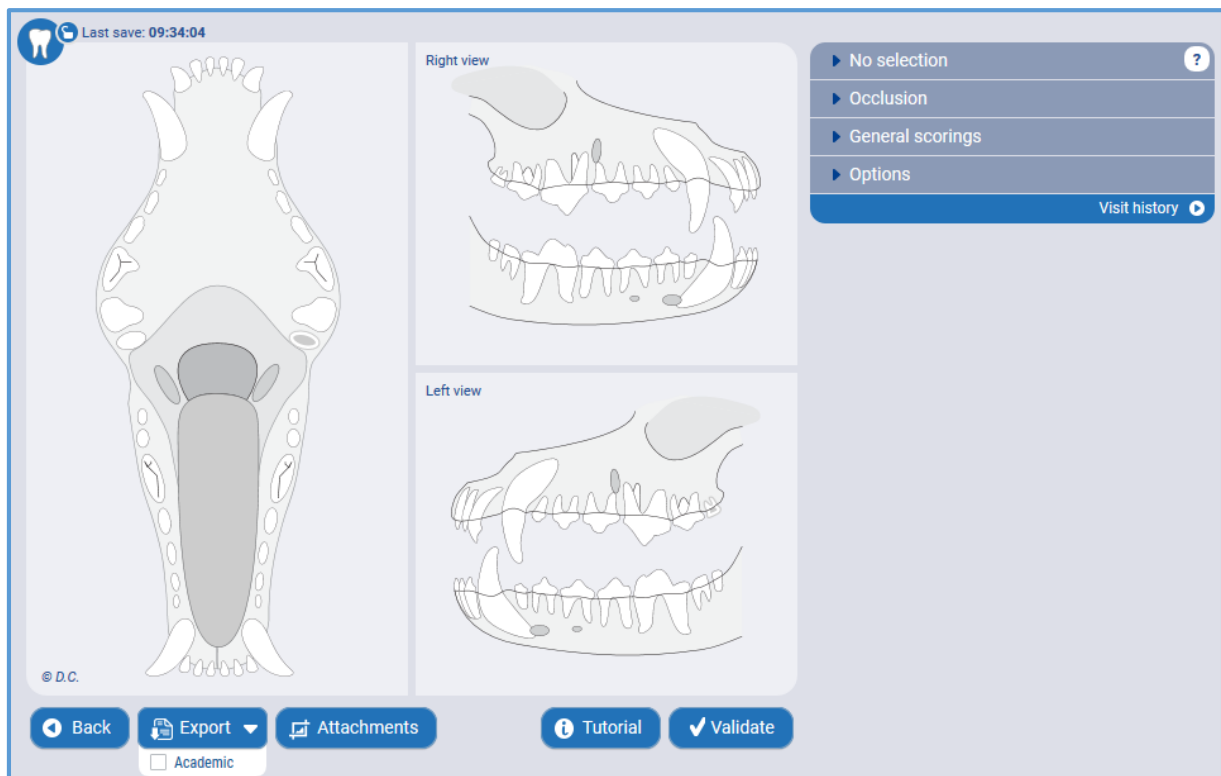 Last save: 09:34:04
Right view
Left view
© D.C.
No selection
?
Occlusion
General scorings
Options
Visit history
Back
Export
Attachments
Tutorial
Validate
Academic